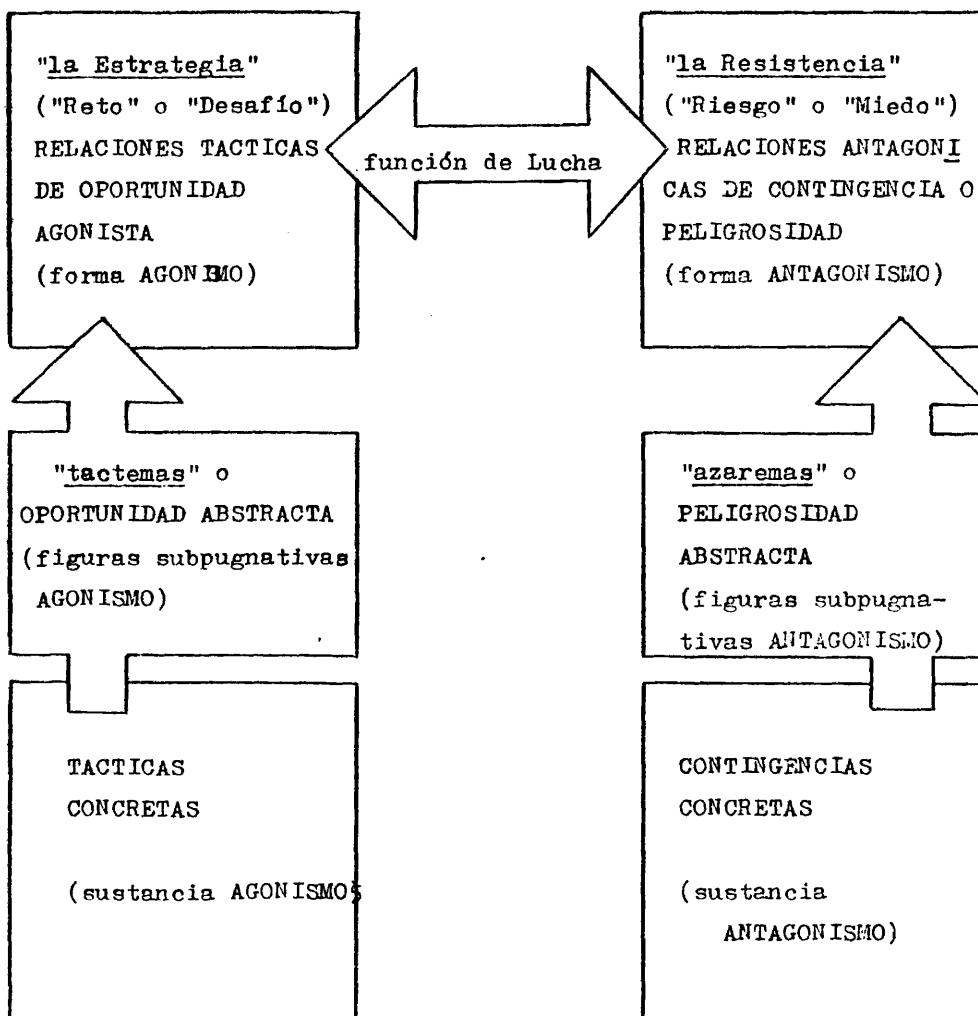 "la Estrategia"
("Reto" o "Desafío")
RELACIONES TACTICAS
DE OPORTUNIDAD
AGONISTA
(forma AGONISMO)
función de Lucha
"la Resistencia"
("Riesgo" o "Miedo")
RELACIONES ANTAGONI
CAS DE CONTINGENCIA O
PELIGROSIDAD
(forma ANTAGONISMO)
"tactemas" o
OPORTUNIDAD ABSTRACTA
(figuras subpugnativas
AGONISMO)
"azaremas" o
PELIGROSIDAD
ABSTRACTA
(figuras subpugna-
tivas ANTAGONISMO)
TACTICAS
CONCRETAS
(sustancia AGONISMO)
CONTINGENCIAS
CONCRETAS
(sustancia
ANTAGONISMO)